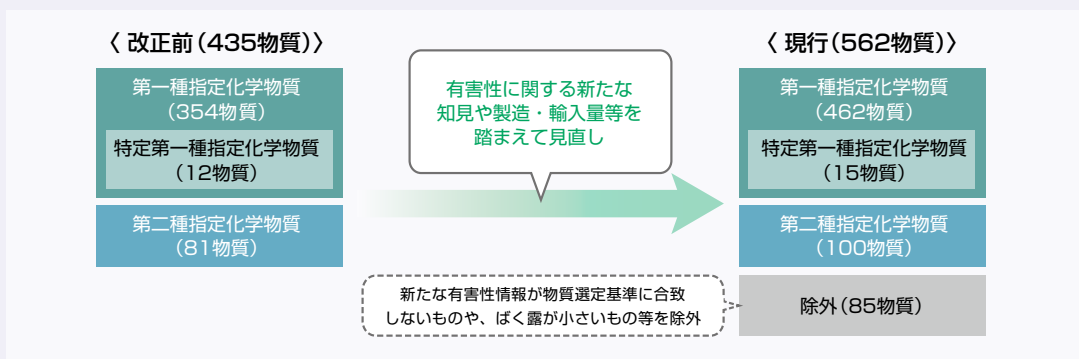 〈 改正前（435物質）〉
第一種指定化学物質
（354物質）
特定第一種指定化学物質
（12物質）
第二種指定化学物質
（81物質）
有害性に関する新たな
知見や製造・輸入量等を
踏まえて見直し
〈 現行（562物質）〉
第一種指定化学物質
（462物質）
特定第一種指定化学物質
（15物質）
第二種指定化学物質
（100物質）
新たな有害性情報が物質選定基準に合致
しないものや、ばく露が小さいもの等を除外
除外（85物質）